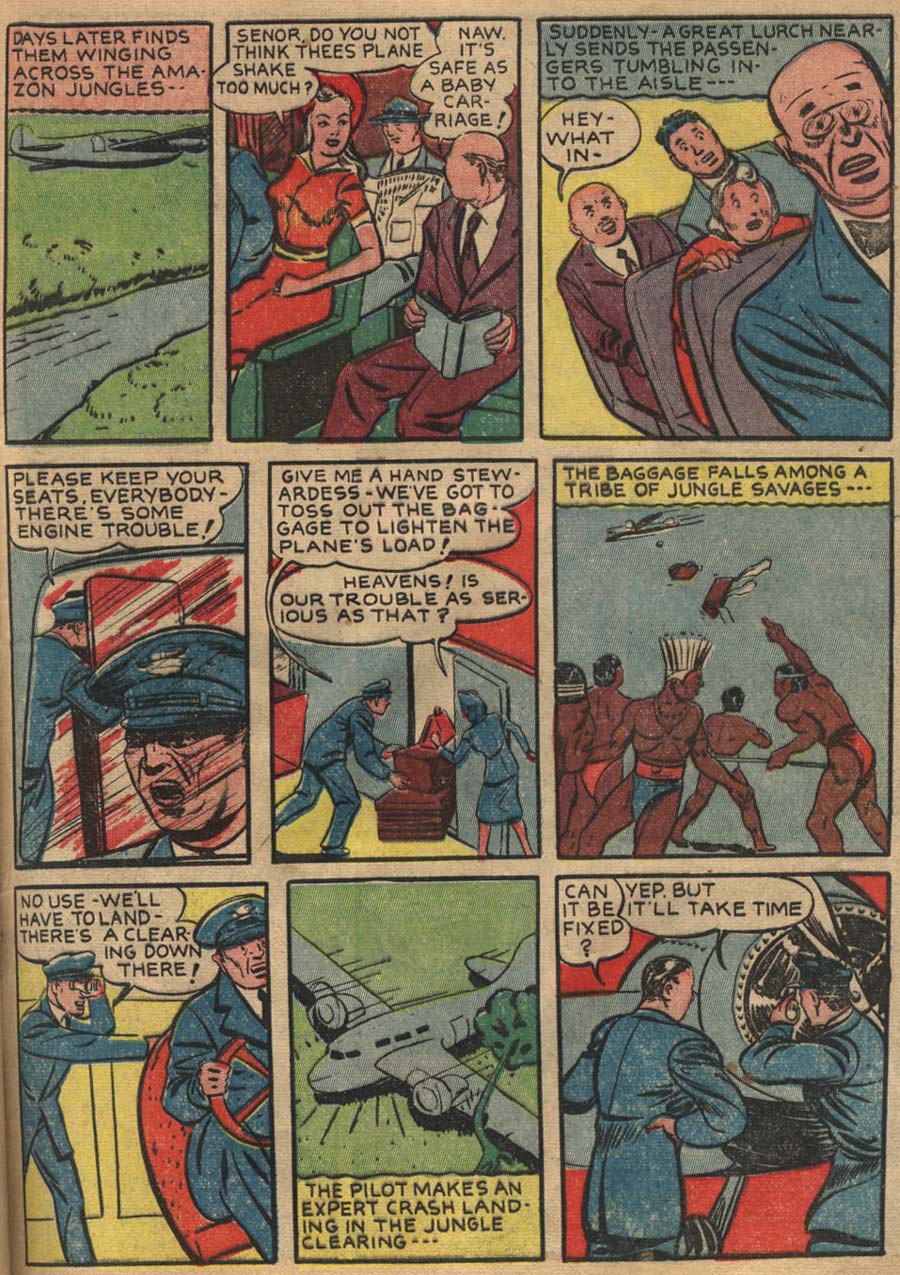 DAYS LATER FINDS
THEM WINGING
ACROSS THE AMA-
ZON JUNGLES--
SENOR, DO YOU NOT
THINK THEES PLANE
SHAKE
TOO MUCH?
NAW.
IT'S
SAFE AS
A BABY
CAR-
RIAGE!
SUDDENLY-A GREAT LURCH NEAR-
LY SENDS THE PASSEN-
GERS TUMBLING IN-
TO THE AISLE---
HEY-
WHAT
IN-
PLEASE KEEP YOUR
SEATS, EVERYBODY-
THERE'S SOME
ENGINE TROUBLE!
GIVE ME A HAND STEW-
ARDESS-WE'VE GOT TO
TOSS OUT THE BAG-
GAGE TO LIGHTEN THE
PLANE'S LOAD!
HEAVENS! IS
OUR TROUBLE AS SER-
IOUS AS THAT?
THE BAGGAGE FALLS AMONG A
TRIBE OF JUNGLE SAVAGES---
NO USE-WE'LL
HAVE TO LAND-
THERE'S A CLEAR-
ING DOWN
THERE!
THE PILOT MAKES AN
EXPERT CRASH LAND-
ING IN THE JUNGLE
CLEARING---
CAN
IT BE
FIXED
?
YEP, BUT
IT'LL TAKE TIME